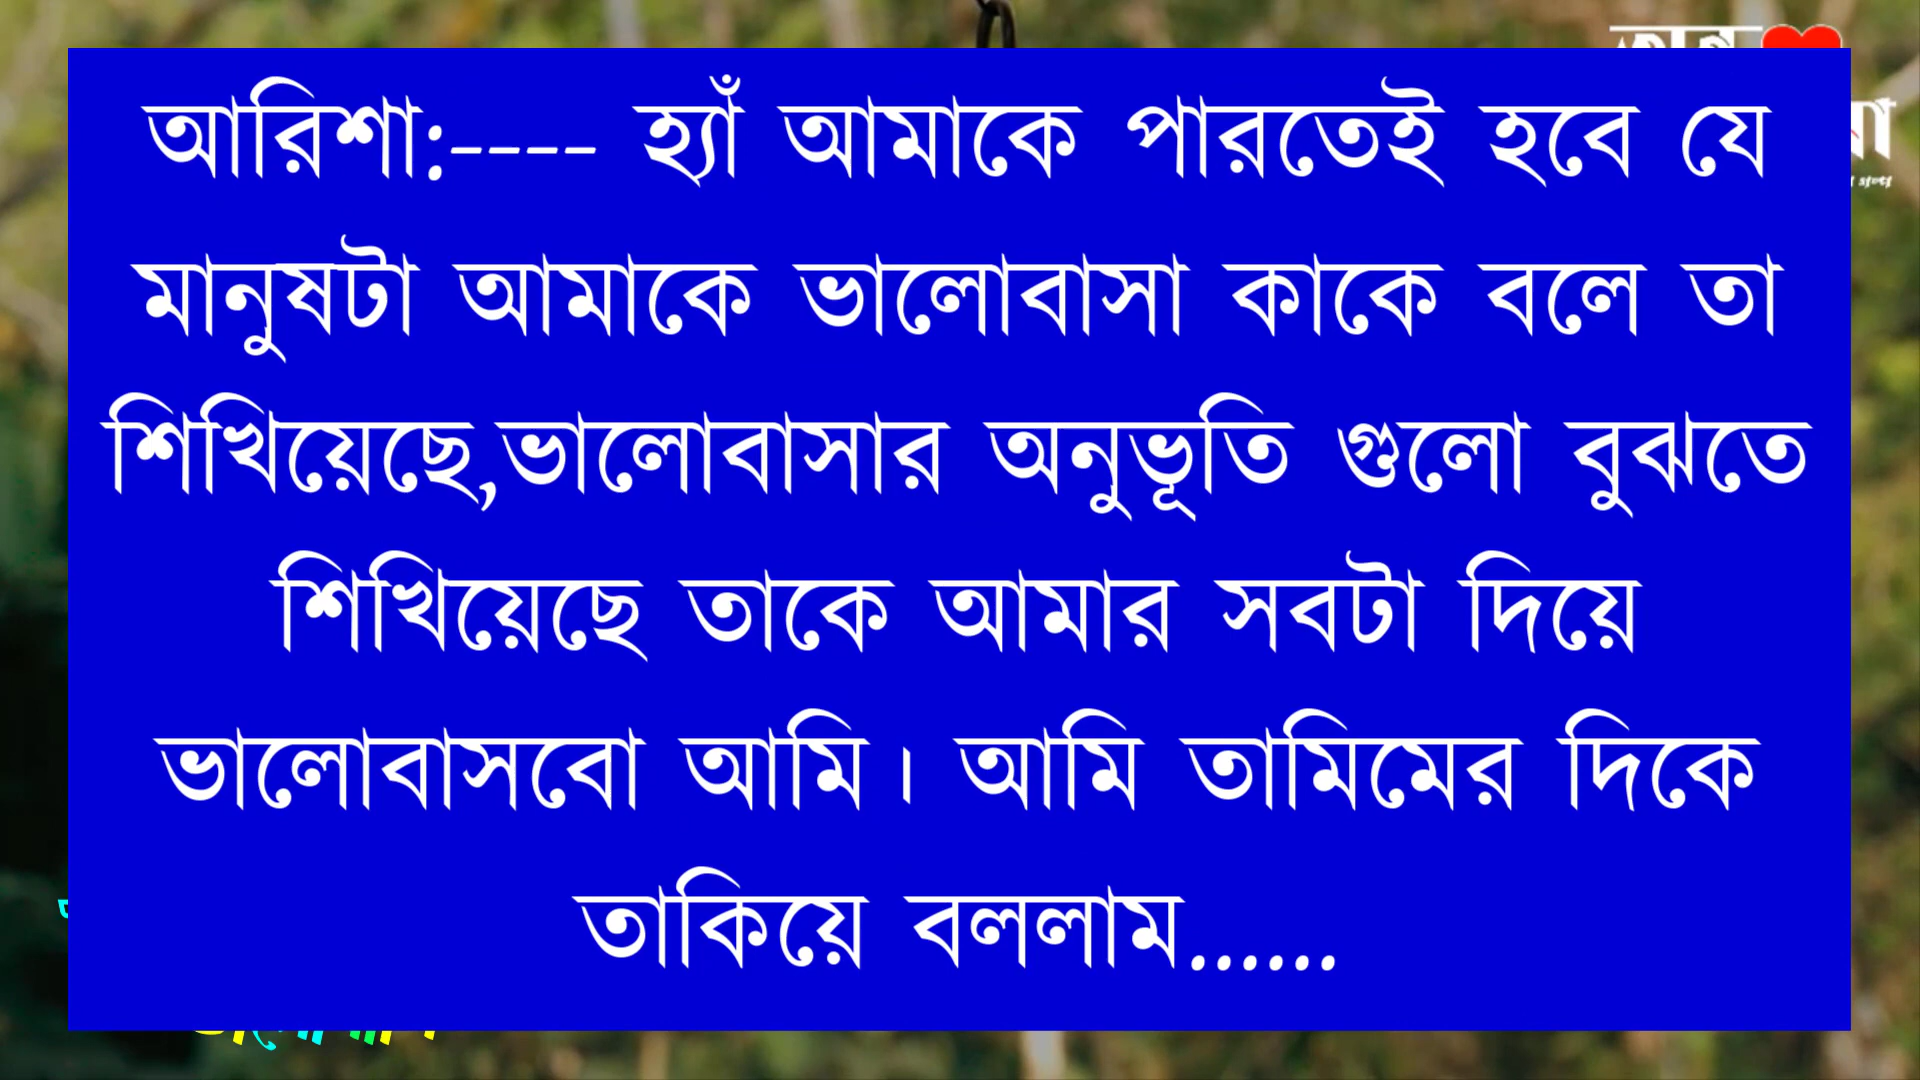 আরিশা:---- হ্যাঁ আমাকে পারতেই হবে যে
মানুষটা আমাকে ভালোবাসা কাকে বলে তা
শিখিয়েছে,ভালোবাসার অনুভূতি গুলো বুঝতে
শিখিয়েছে তাকে আমার সবটা দিয়ে
ভালোবাসবো আমি। আমি তামিমের দিকে
তাকিয়ে বললাম......